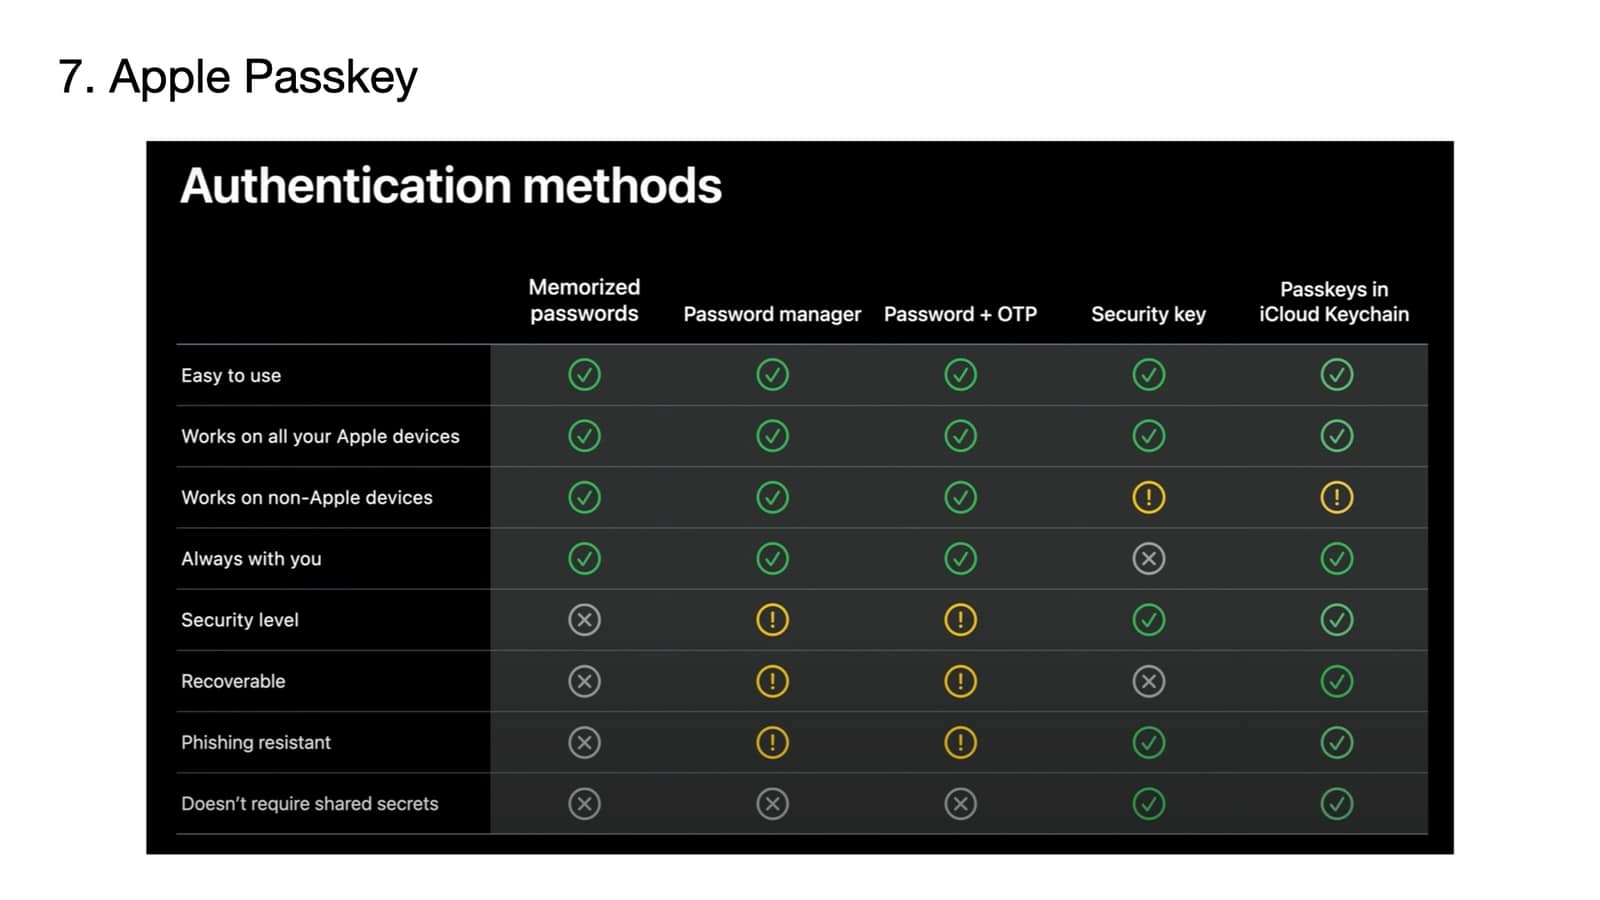 7. Apple Passkey
Authentication methods
Memorized
passwords
Password manager
Password + OTP
Security key
Passkeys in
iCloud Keychain
Easy to use
Works on all your Apple devices
Works on non-Apple devices
Always with you
Security level
Recoverable
Phishing resistant
Doesn’t require shared secrets